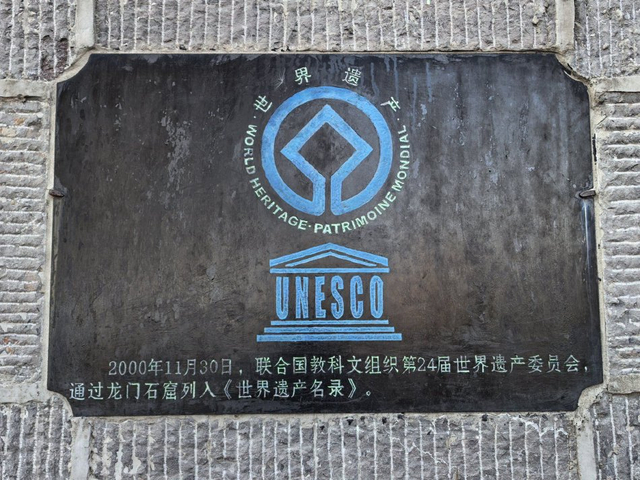 世界遗产
·WORLD HERITAGE·PATRIMOINE MONDIAL·
UNESCO
2000年11月30日，联合国教科文组织第24届世界遗产委员会，
通过龙门石窟列入《世界遗产名录》。